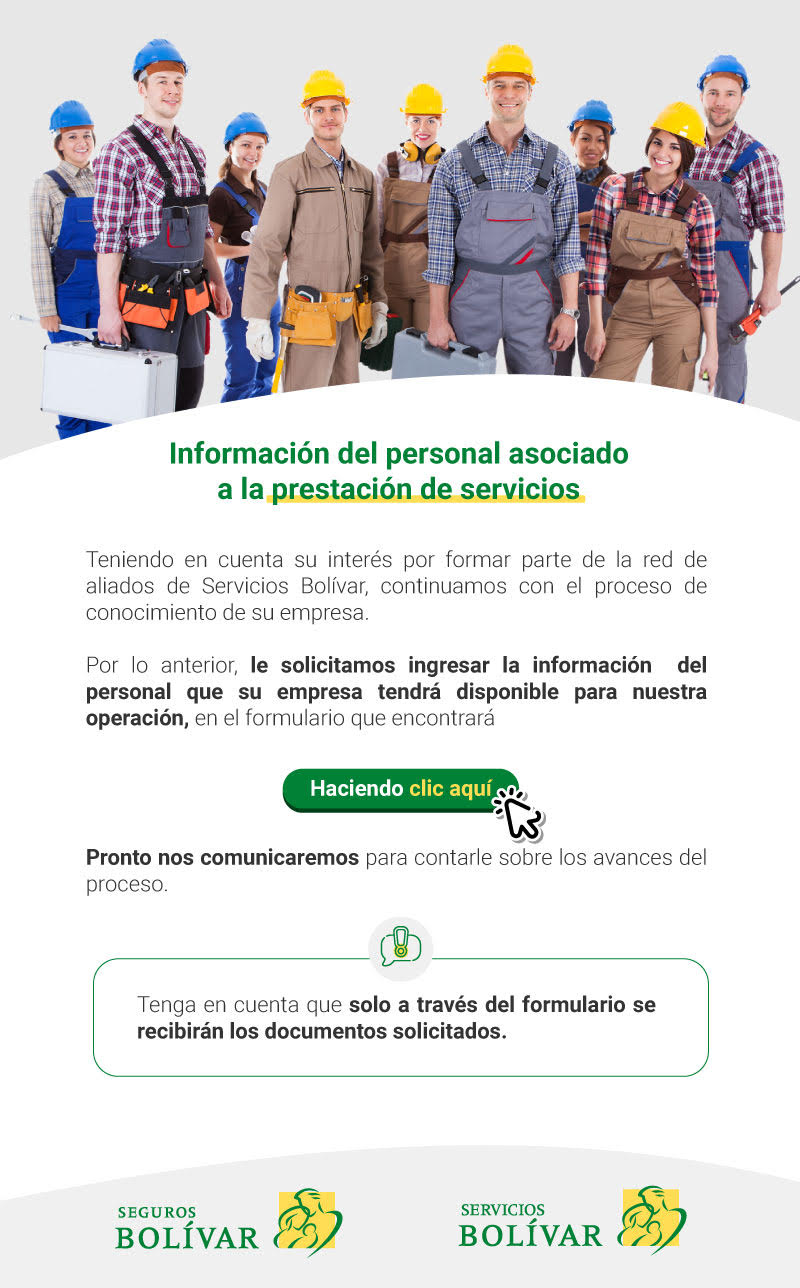 Información del personal asociado
a la prestación de servicios
Teniendo en cuenta su interés por formar parte de la red de
aliados de Servicios Bolívar, continuamos con el proceso de
conocimiento de su empresa.
Por lo anterior, le solicitamos ingresar la información del
personal que su empresa tendrá disponible para nuestra
operación, en el formulario que encontrará
Haciendo clic aquí
Pronto nos comunicaremos para contarle sobre los avances del
proceso.
Tenga en cuenta que solo a través del formulario se
recibirán los documentos solicitados.
SEGUROS
BOLÍVAR
SERVICIOS
BOLÍVAR